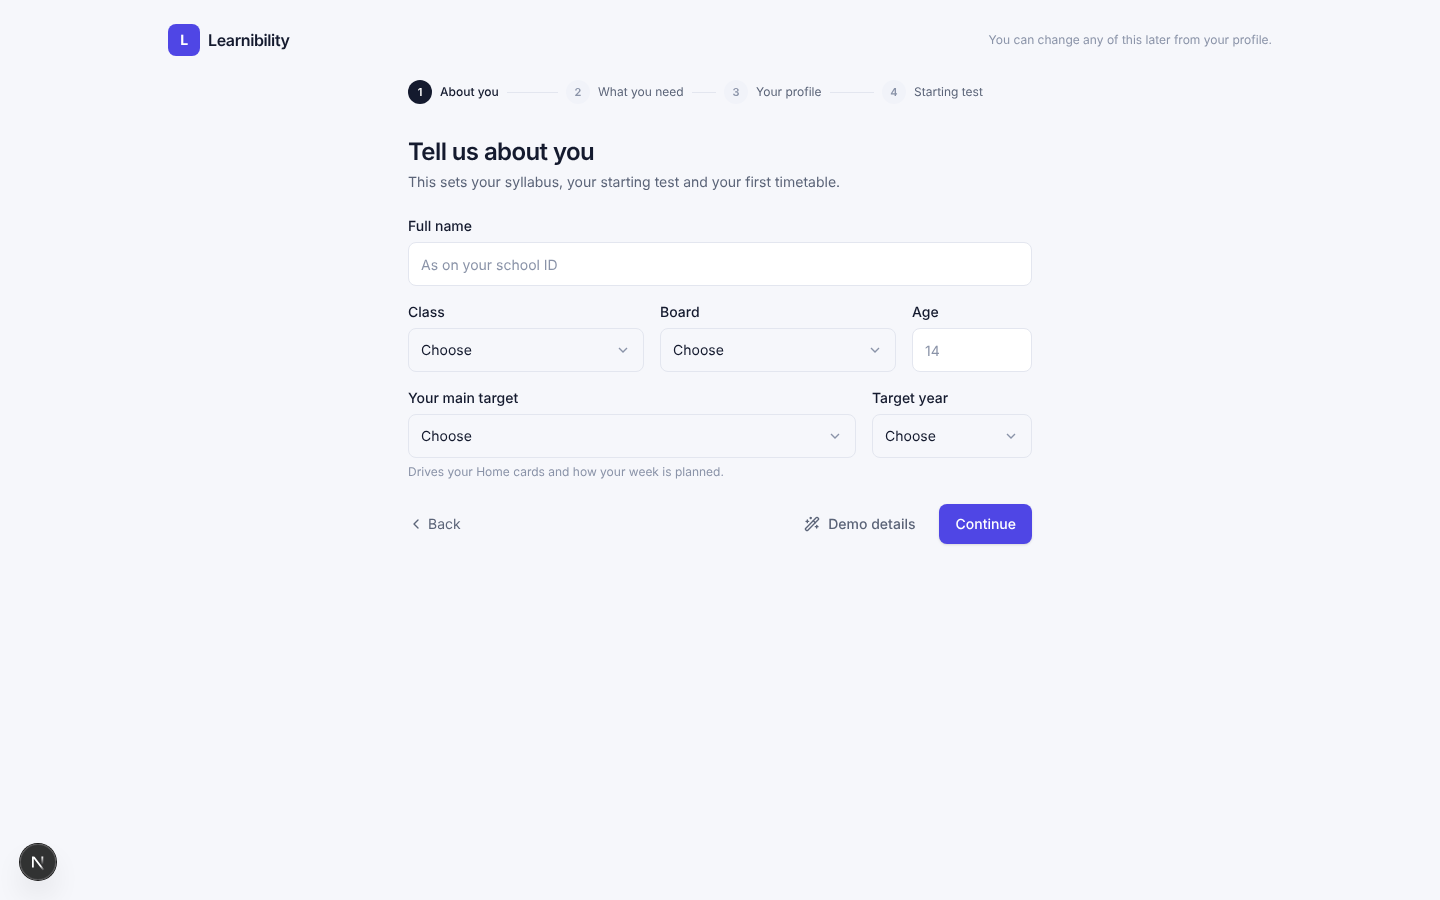 L Learnibility
You can change any of this later from your profile.
1 About you 2 What you need 3 Your profile 4 Starting test
Tell us about you
This sets your syllabus, your starting test and your first timetable.
Full name
As on your school ID
Class Board Age
Choose Choose 14
Your main target Target year
Choose Choose
Drives your Home cards and how your week is planned.
Back Demo details Continue
N